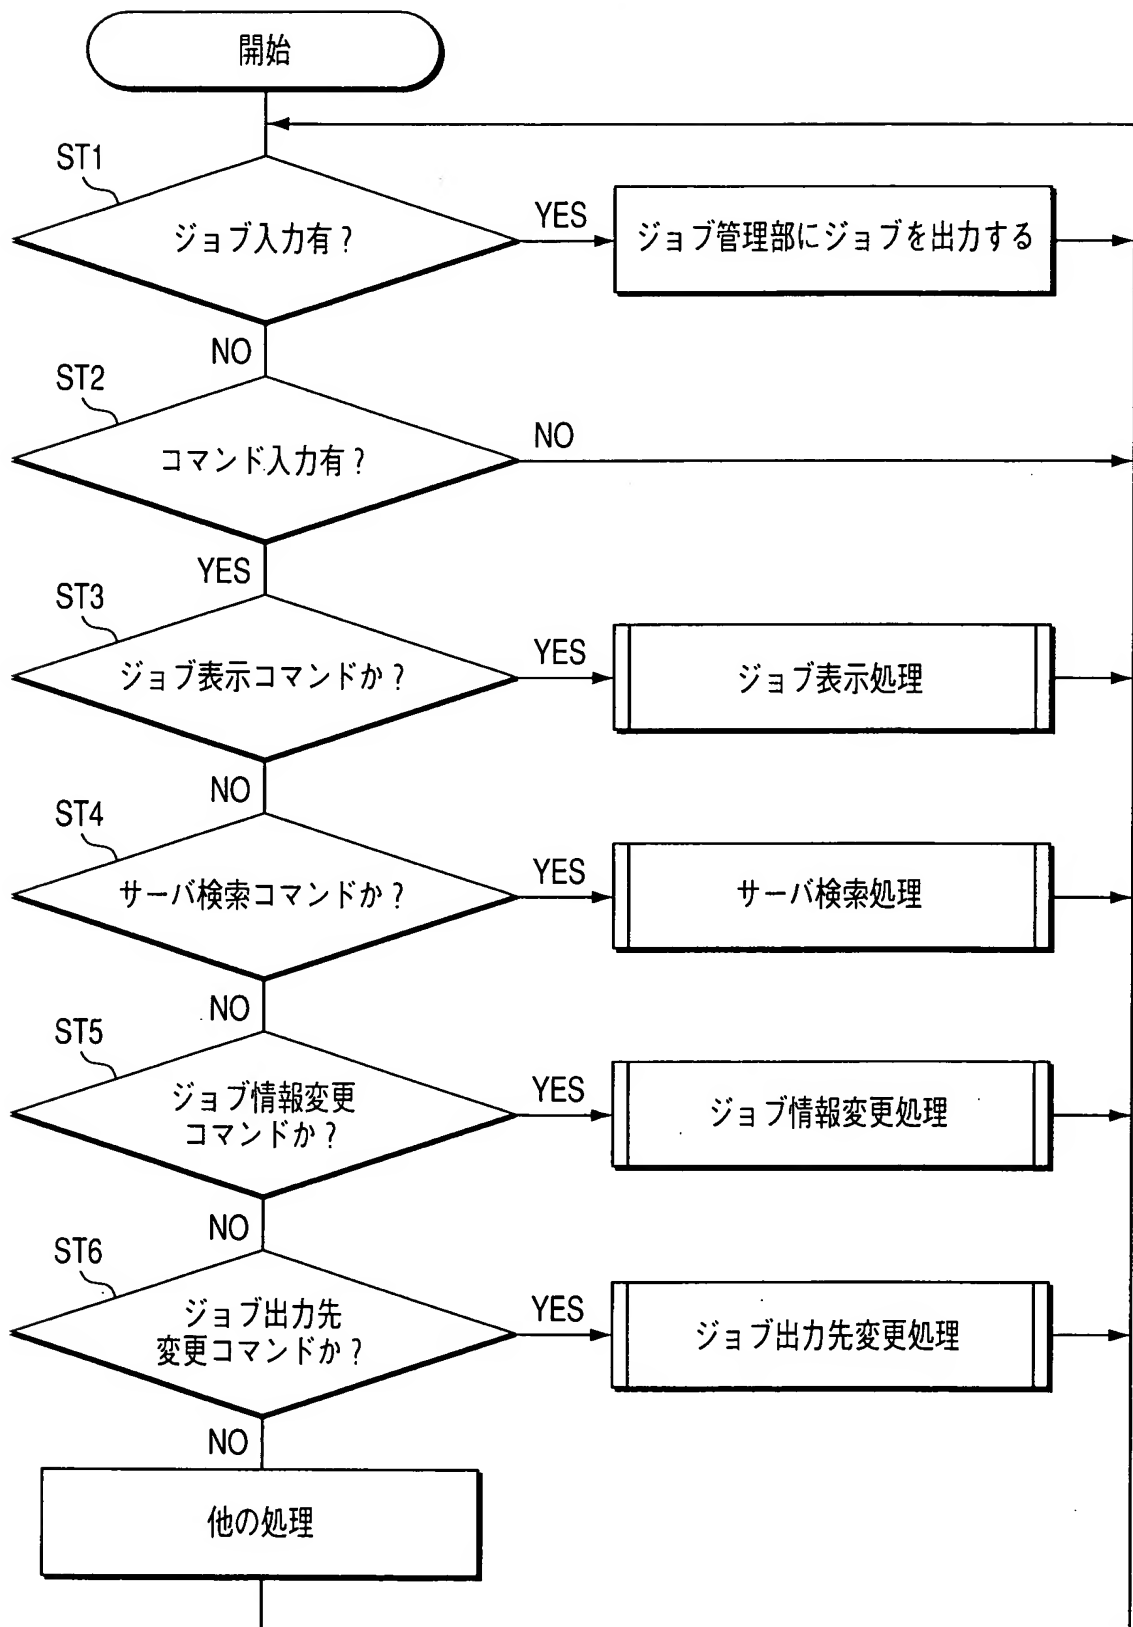 開始
ST1
ジョブ入力有？
YES
ジョブ管理部にジョブを出力する
NO
ST2
コマンド入力有？
NO
YES
ST3
ジョブ表示コマンドか？
YES
ジョブ表示処理
NO
ST4
サーバ検索コマンドか？
YES
サーバ検索処理
NO
ST5
ジョブ情報変更
コマンドか？
YES
ジョブ情報変更処理
NO
ST6
ジョブ出力先
変更コマンドか？
YES
ジョブ出力先変更処理
NO
他の処理